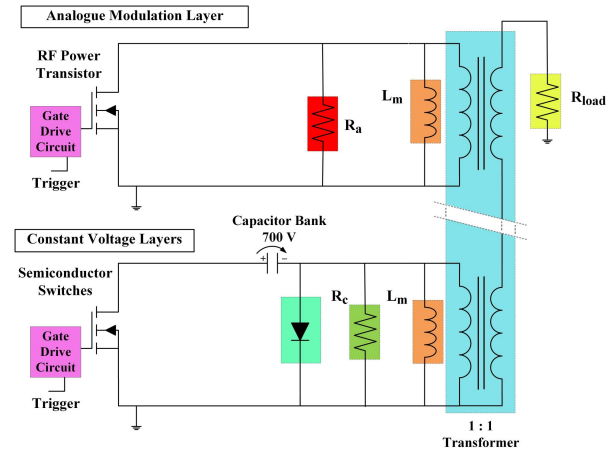 Analogue Modulation Layer
RF Power
Transistor
Gate
Drive
Circuit
Trigger
Ra
Lm
Rload
Constant Voltage Layers
Capacitor Bank
700 V
+ −
Semiconductor
Switches
Gate
Drive
Circuit
Trigger
Rc
Lm
1 : 1
Transformer